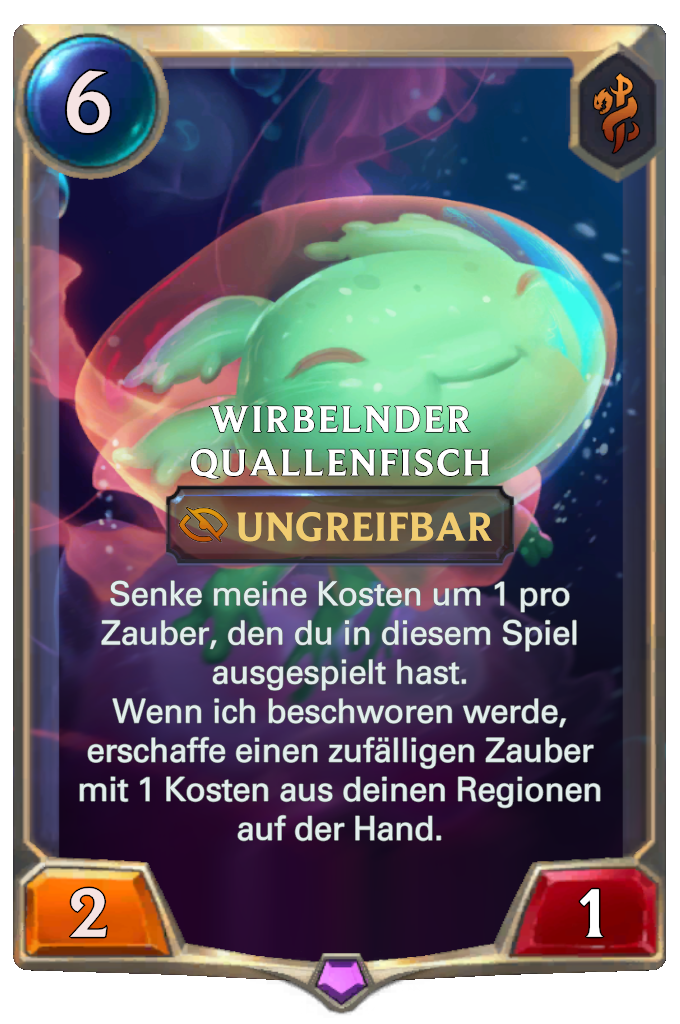 6
WIRBELNDER
QUALLENFISCH
UNGREIFBAR
Senke meine Kosten um 1 pro
Zauber, den du in diesem Spiel
ausgespielt hast.
Wenn ich beschworen werde,
erschaffe einen zufälligen Zauber
mit 1 Kosten aus deinen Regionen
auf der Hand.
2
1